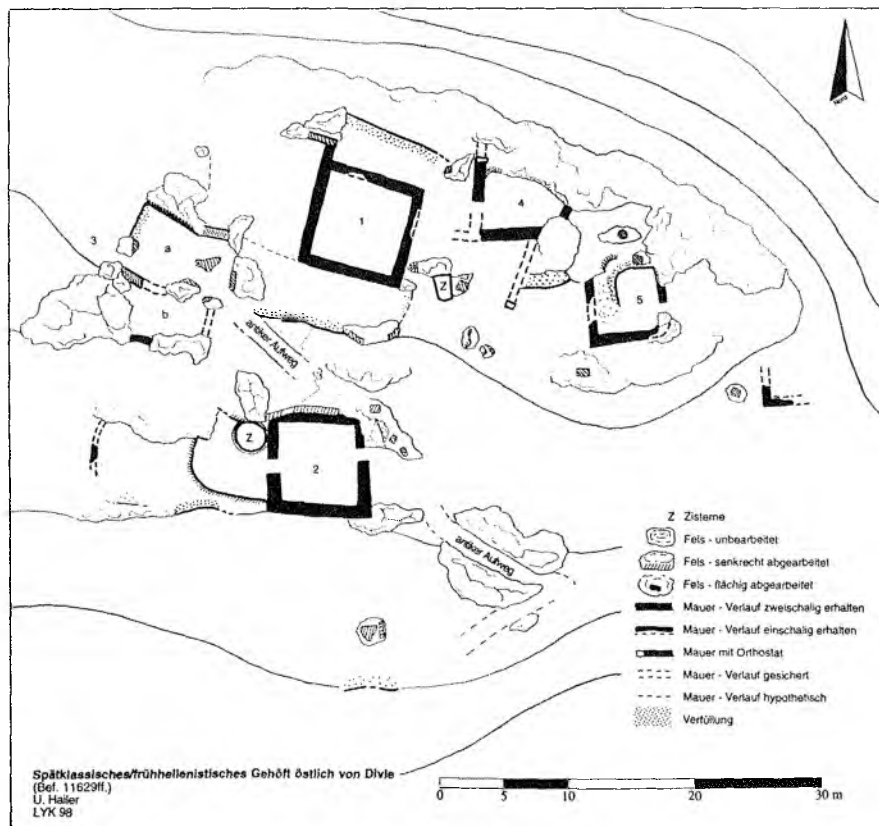 Nord
1
4
3
a
5
Z
b
antiker Aufweg
Z
2
antiker Aufweg
Z Zisterne
Fels - unbearbeitet
Fels - senkrecht abgearbeitet
Fels - flächig abgearbeitet
Mauer - Verlauf zweischalig erhalten
Mauer - Verlauf einschalig erhalten
Mauer mit Orthostat
Mauer - Verlauf gesichert
Mauer - Verlauf hypothetisch
Verfüllung
Spätklassisches/frühhellenistisches Gehöft östlich von Divle
(Bef. 11629ff.)
U. Hailer
LYK 98
0 5 10 20 30 m